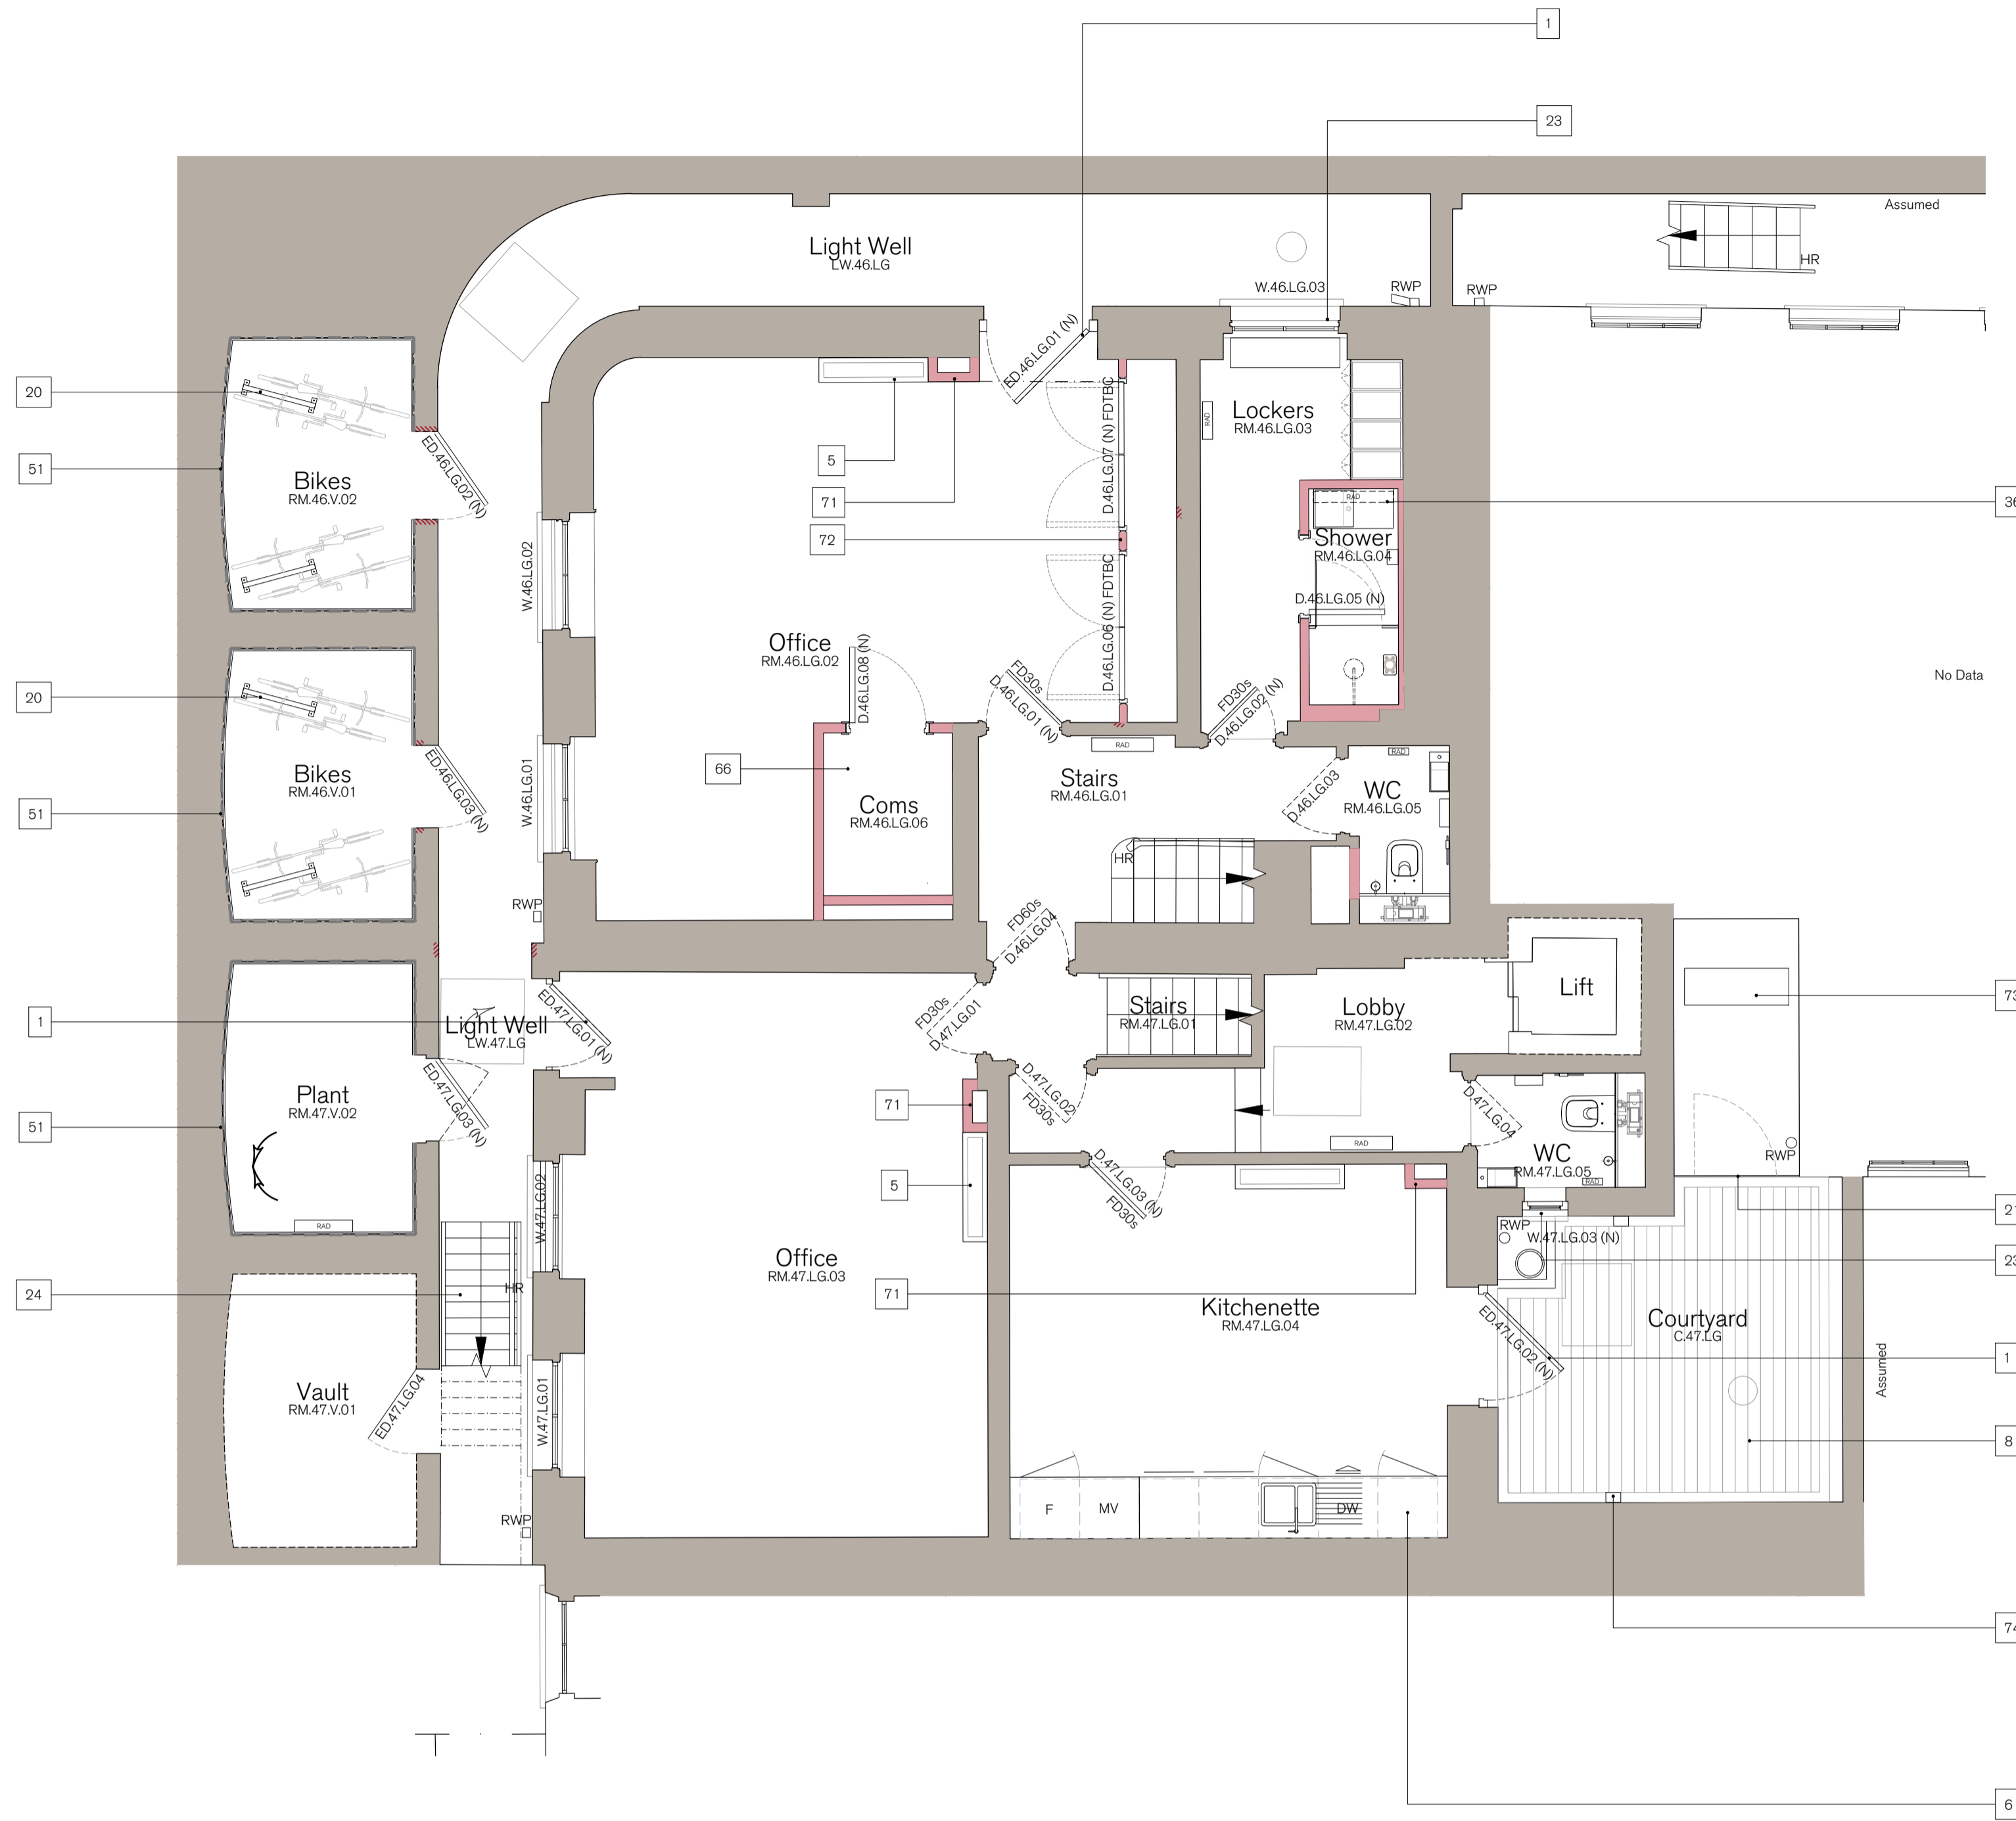 1
23
Assumed
HR
Light Well
LW.46.LG
W.46.LG.03
RWP
RWP
ED.46.LG.01 (N)
20
51
Bikes
RM.46.V.02
ED.46.LG.02 (N)
W.46.LG.02
5
71
72
D.46.LG.07 (N) FDTBC
D.46.LG.06 (N) FDTBC
RAD
Lockers
RM.46.LG.03
36
RAD
Shower
RM.46.LG.04
D.46.LG.05 (N)
Office
RM.46.LG.02
D.46.LG.08 (N)
FD30s
D.46.LG.01 (N)
FD30s
D.46.LG.02 (N)
No Data
20
51
Bikes
RM.46.V.01
ED.46.LG.03 (N)
W.46.LG.01
66
Coms
RM.46.LG.06
RAD
Stairs
RM.46.LG.01
D.46.LG.03
RAD
WC
RM.46.LG.05
HR
RWP
FD60s
D.46.LG.04
1
Light Well
LW.47.LG
ED.47.LG.01 (N)
FD30s
D.47.LG.01
Stairs
RM.47.LG.01
Lobby
RM.47.LG.02
Lift
73
51
Plant
RM.47.V.02
ED.47.LG.03 (N)
RAD
71
D.47.LG.02
FD30s
RAD
D.47.LG.04
WC
RM.47.LG.05
RAD
RWP
5
W.47.LG.02
D.47.LG.03 (N)
FD30s
21
RWP
W.47.LG.03 (N)
23
24
HR
Office
RM.47.LG.03
71
Kitchenette
RM.47.LG.04
ED.47.LG.02 (N)
Courtyard
C.47.LG
1
Assumed
Vault
RM.47.V.01
ED.47.LG.04
W.47.LG.01
8
F
MV
DW
RWP
74
6